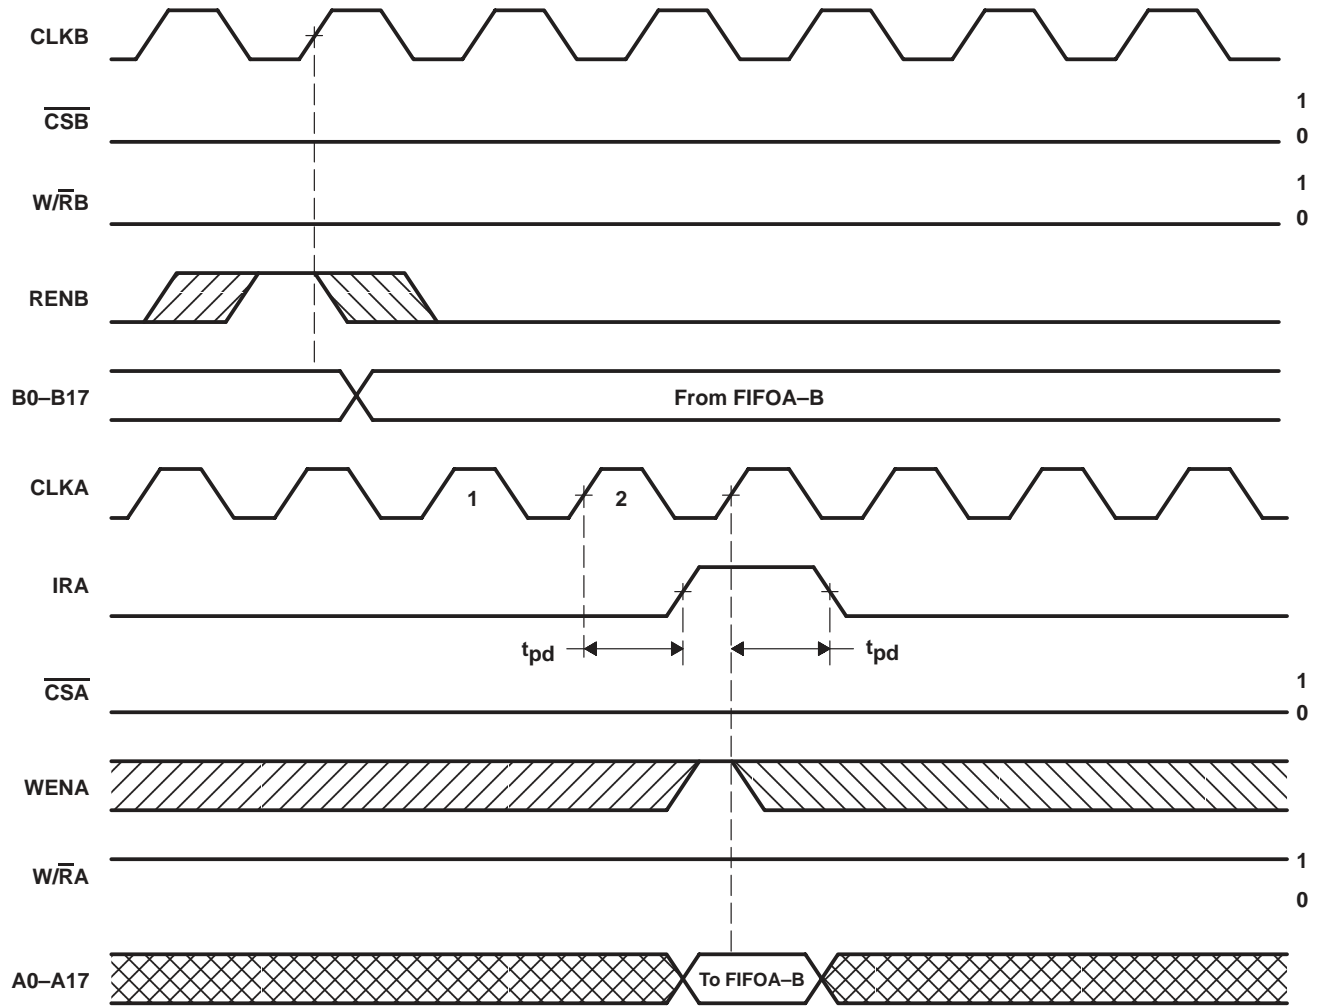 CLKB
CSB
1
0
W/RB
1
0
RENB
B0–B17
From FIFOA–B
CLKA
1
2
IRA
tpd
tpd
CSA
1
0
WENA
W/RA
1
0
A0–A17
To FIFOA–B